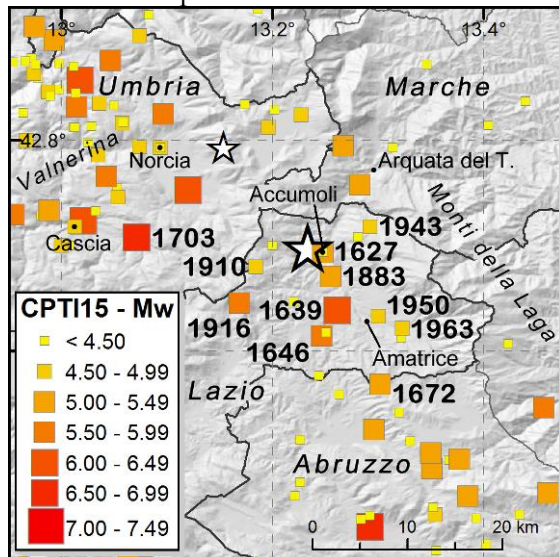 13°
13.2°
13.4°
Umbria
Marche
42.8°
Valnerina
Norcia
Arquata del T.
Accumoli
Monti della Laga
Cascia
1703
1943
1627
1910
1883
CPTI15 - Mw
1916
1639
1950
1963
1646
Amatrice
< 4.50
4.50 - 4.99
5.00 - 5.49
5.50 - 5.99
6.00 - 6.49
6.50 - 6.99
7.00 - 7.49
Lazio
1672
Abruzzo
0 10 20 km